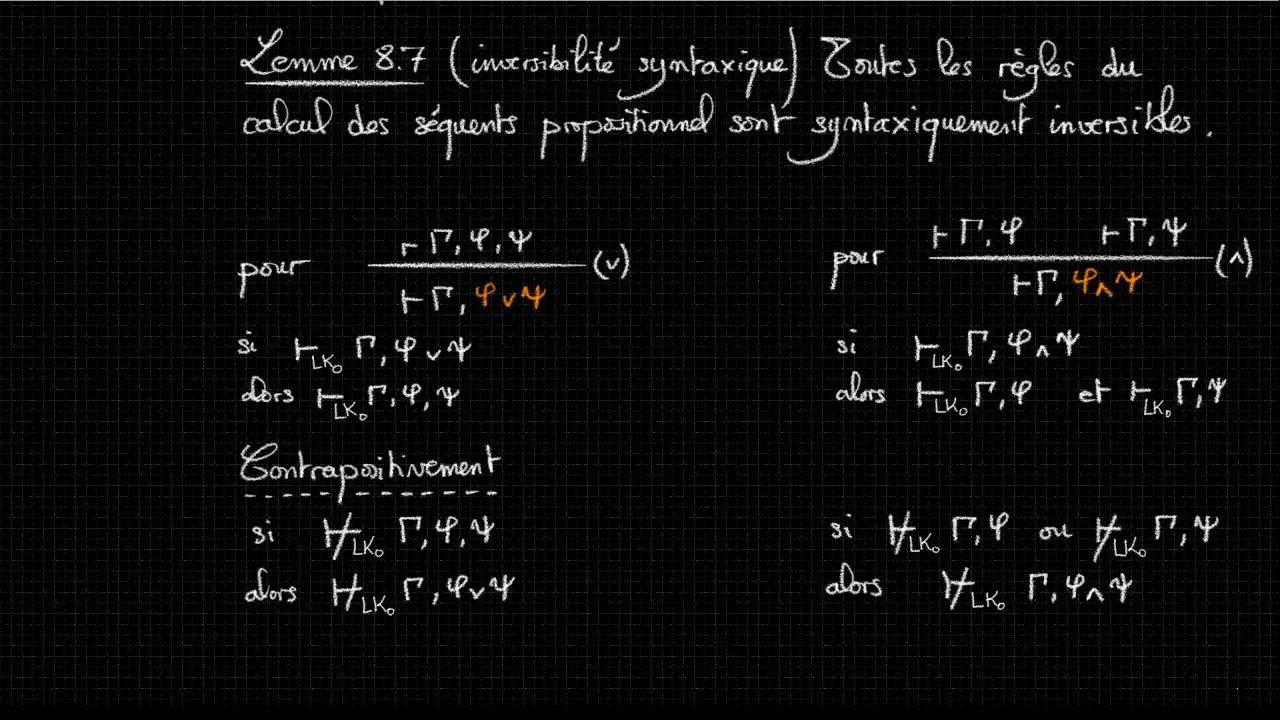 Lemme 8.7 (inversibilité syntaxique) Toutes les règles du
calcul des séquents propositionnel sont syntaxiquement inversibles.
pour ⊢ Γ, φ, ψ
(∨)
⊢ Γ, φ ∨ ψ
si ⊢LK₀ Γ, φ ∨ ψ
alors ⊢LK₀ Γ, φ, ψ
pour ⊢ Γ, φ ⊢ Γ, ψ
(∧)
⊢ Γ, φ ∧ ψ
si ⊢LK₀ Γ, φ ∧ ψ
alors ⊢LK₀ Γ, φ et ⊢LK₀ Γ, ψ
Contrapositivement
si ⊬LK₀ Γ, φ, ψ
alors ⊬LK₀ Γ, φ ∨ ψ
si ⊬LK₀ Γ, φ ou ⊬LK₀ Γ, ψ
alors ⊬LK₀ Γ, φ ∧ ψ